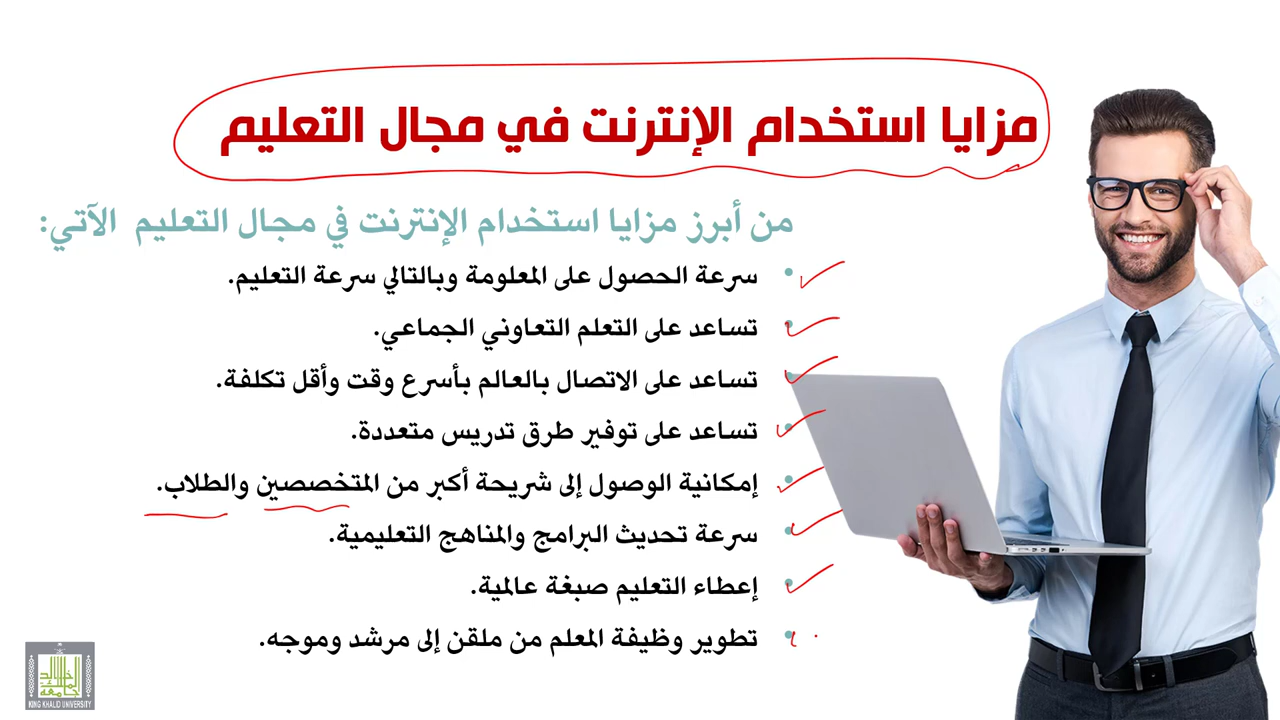 مزايا استخدام الإنترنت في مجال التعليم
من أبرز مزايا استخدام الإنترنت في مجال التعليم الآتي:
• سرعة الحصول على المعلومة وبالتالي سرعة التعليم.
• تساعد على التعلم التعاوني الجماعي.
• تساعد على الاتصال بالعالم بأسرع وقت وأقل تكلفة.
• تساعد على توفير طرق تدريس متعددة.
• إمكانية الوصول إلى شريحة أكبر من المتخصصين والطلاب.
• سرعة تحديث البرامج والمناهج التعليمية.
• إعطاء التعليم صبغة عالمية.
• تطوير وظيفة المعلم من ملقن إلى مرشد وموجه.
جامعة الملك خالد
KING KHALID UNIVERSITY